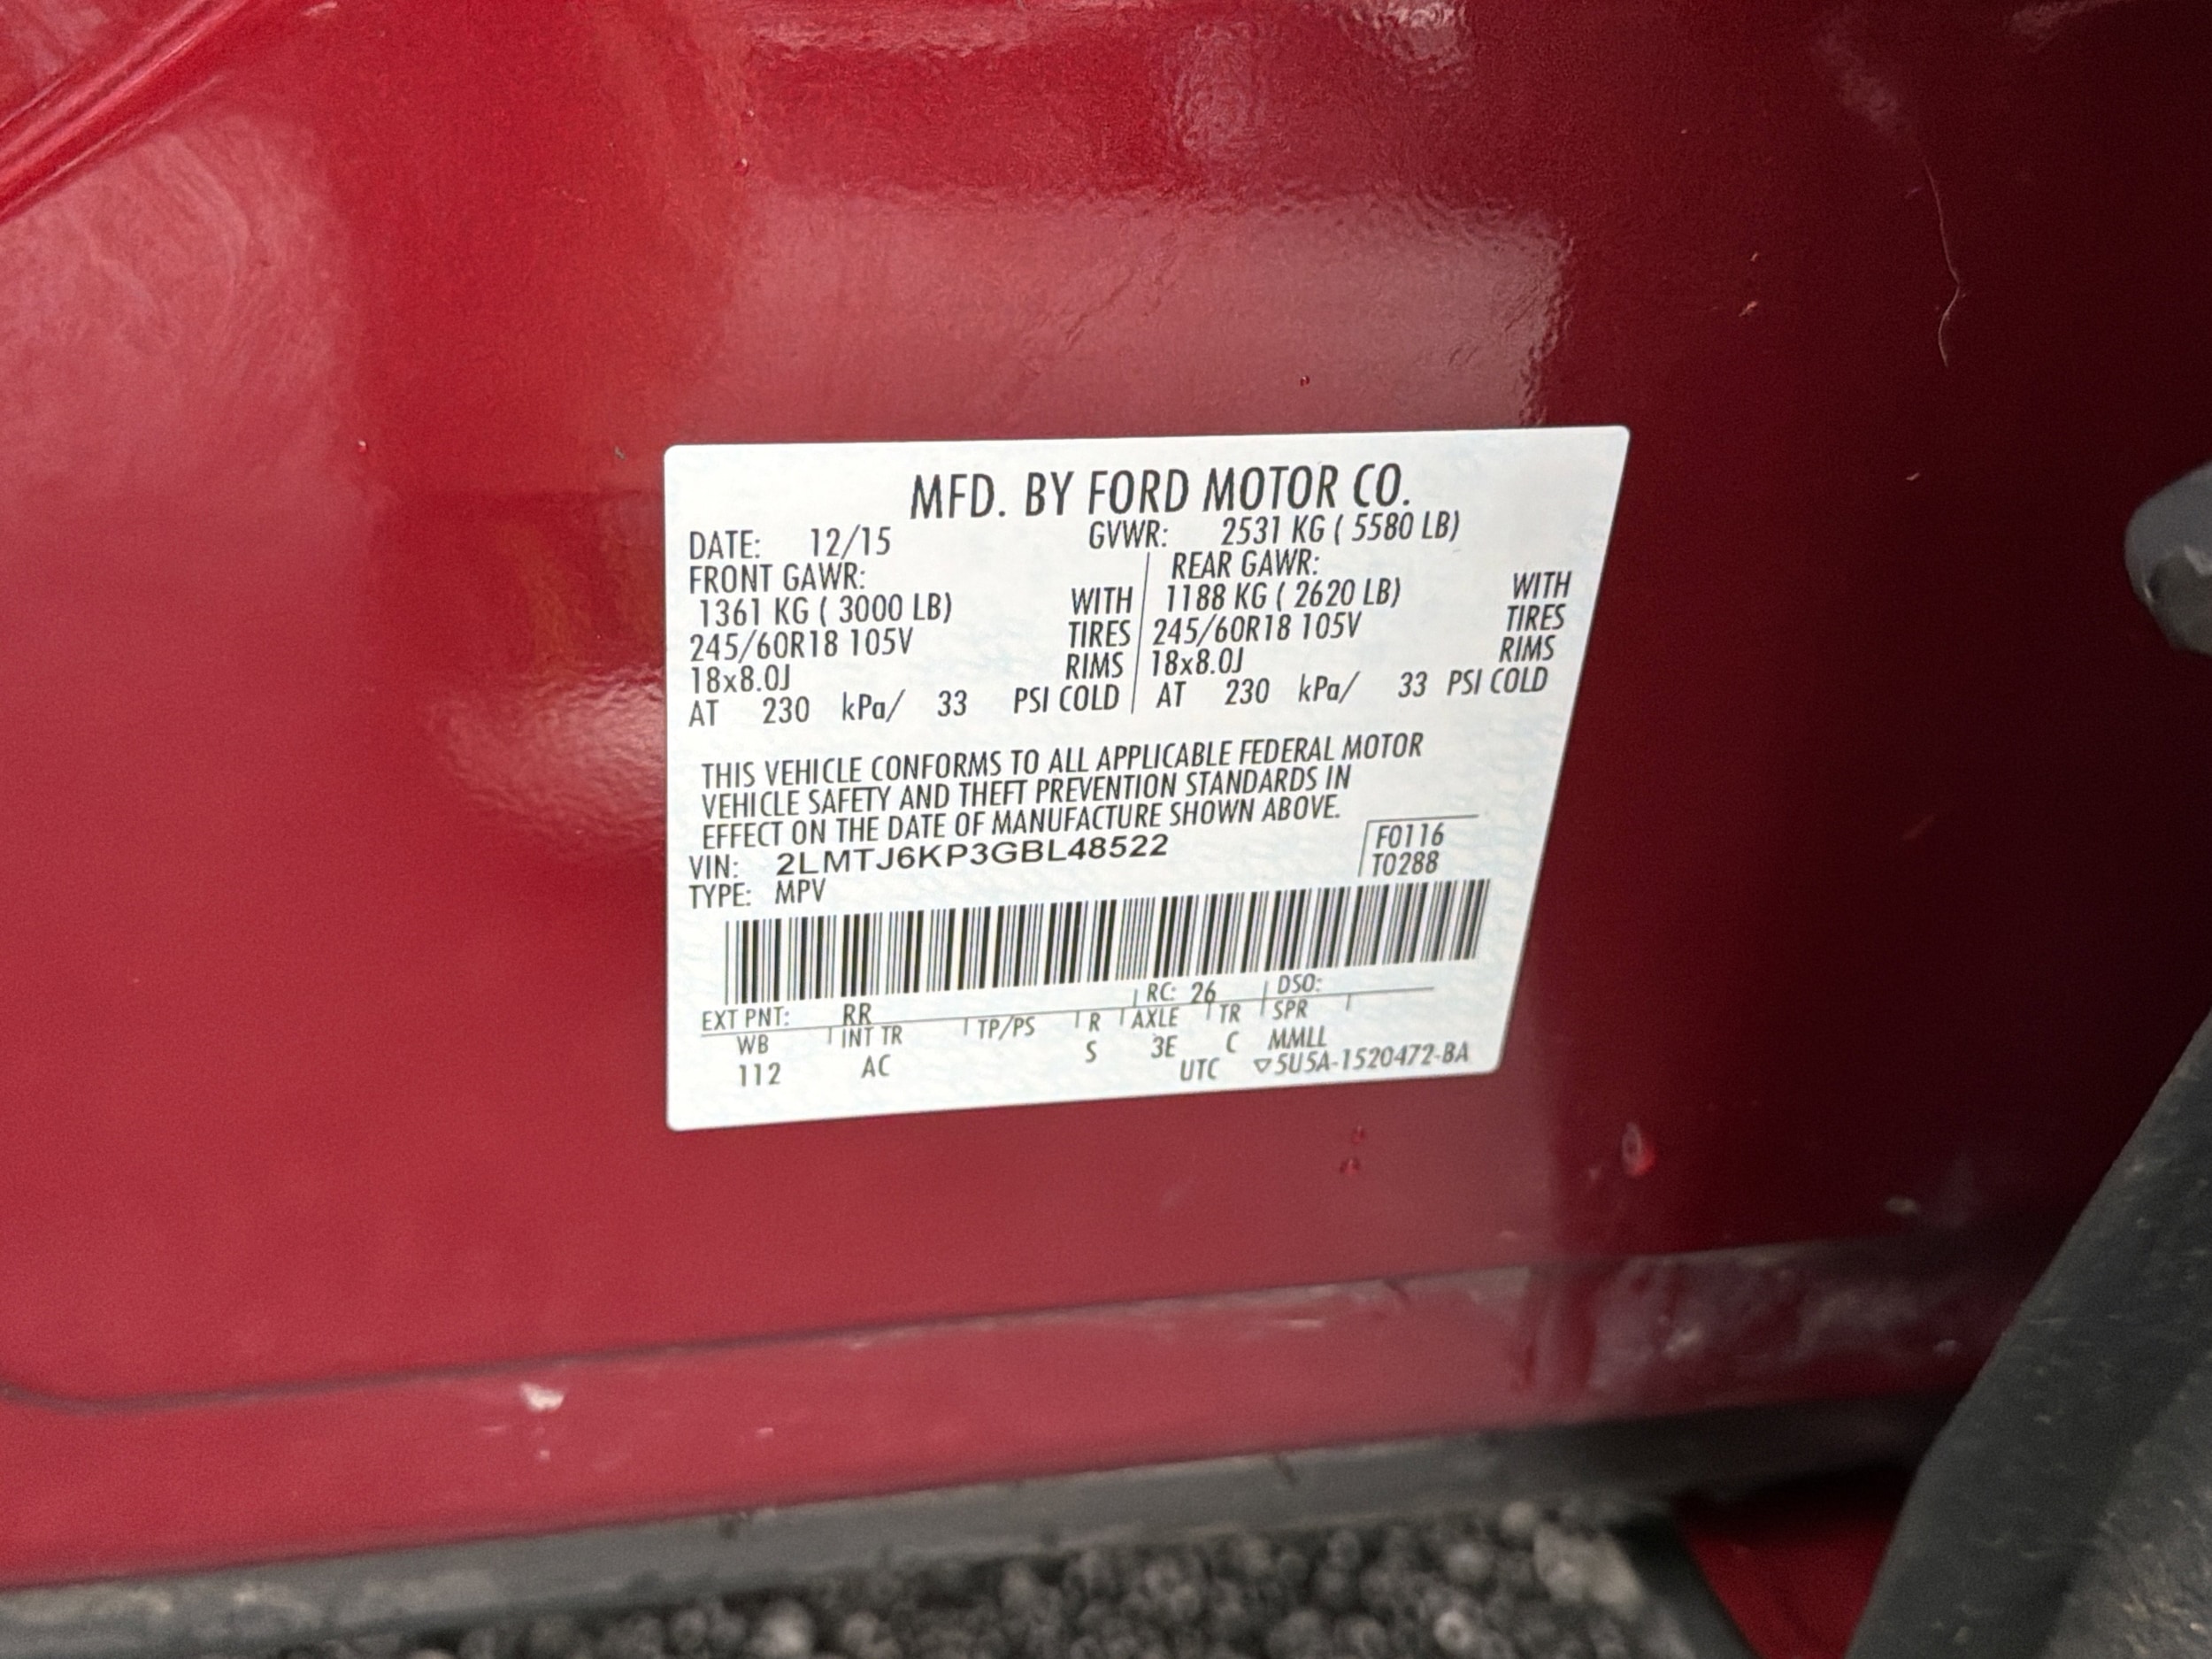 MFD. BY FORD MOTOR CO.
DATE: 12/15 GVWR: 2531 KG ( 5580 LB)
FRONT GAWR: REAR GAWR:
1361 KG ( 3000 LB) WITH 1188 KG ( 2620 LB) WITH
245/60R18 105V TIRES 245/60R18 105V TIRES
18x8.0J RIMS 18x8.0J RIMS
AT 230 kPa/ 33 PSI COLD AT 230 kPa/ 33 PSI COLD
THIS VEHICLE CONFORMS TO ALL APPLICABLE FEDERAL MOTOR
VEHICLE SAFETY AND THEFT PREVENTION STANDARDS IN
EFFECT ON THE DATE OF MANUFACTURE SHOWN ABOVE.
VIN: 2LMTJ6KP3GBL48522 F0116
TYPE: MPV T0288
EXT PNT: RR RC: 26 DSO:
WB INT TR TP/PS R AXLE TR SPR
112 AC S 3E C MMLL
UTC ▽5U5A-1520472-BA